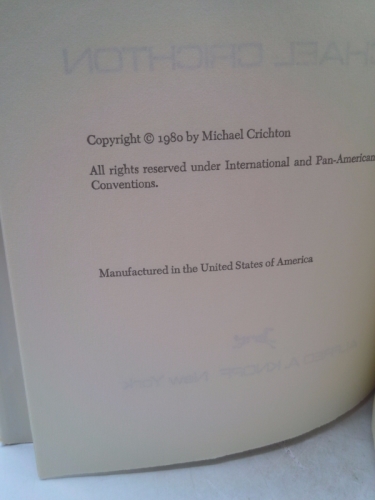 Copyright © 1980 by Michael Crichton
All rights reserved under International and Pan-American
Conventions.
Manufactured in the United States of America